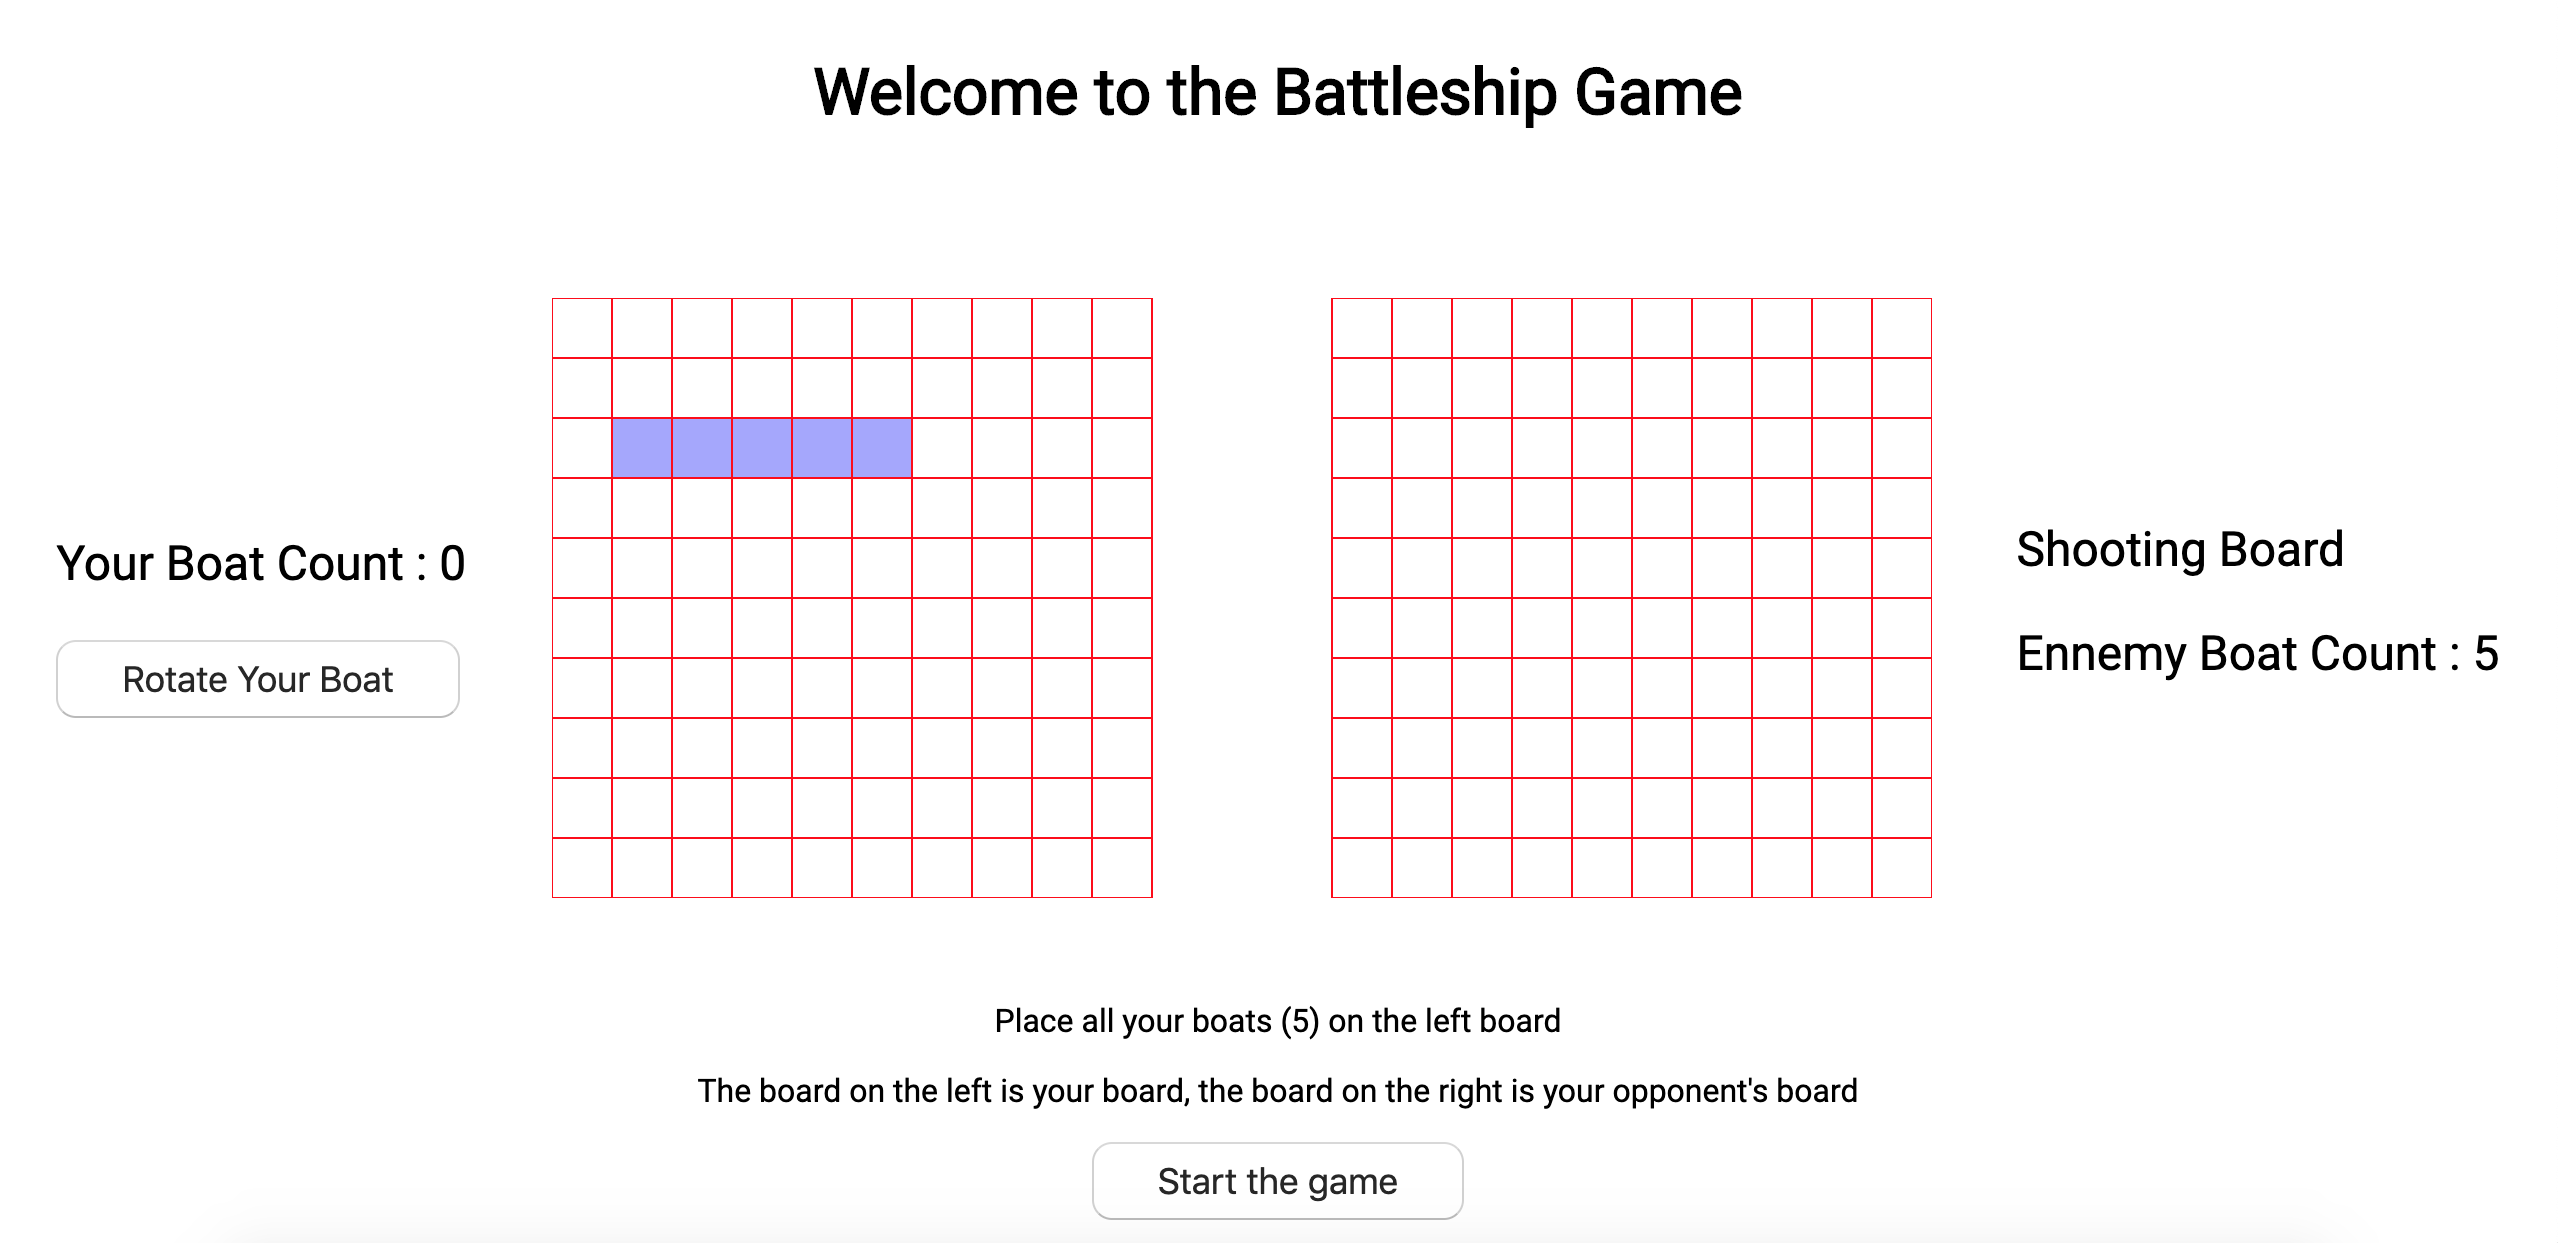 Welcome to the Battleship Game
Your Boat Count : 0
Rotate Your Boat
Shooting Board
Ennemy Boat Count : 5
Place all your boats (5) on the left board
The board on the left is your board, the board on the right is your opponent's board
Start the game